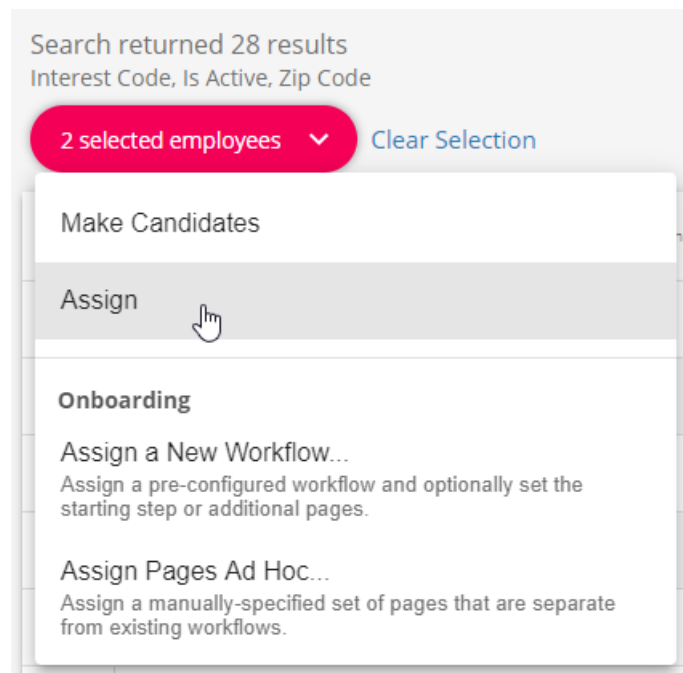 Search returned 28 results
Interest Code, Is Active, Zip Code
2 selected employees
Clear Selection
Make Candidates
Assign
Onboarding
Assign a New Workflow...
Assign a pre-configured workflow and optionally set the
starting step or additional pages.
Assign Pages Ad Hoc...
Assign a manually-specified set of pages that are separate
from existing workflows.